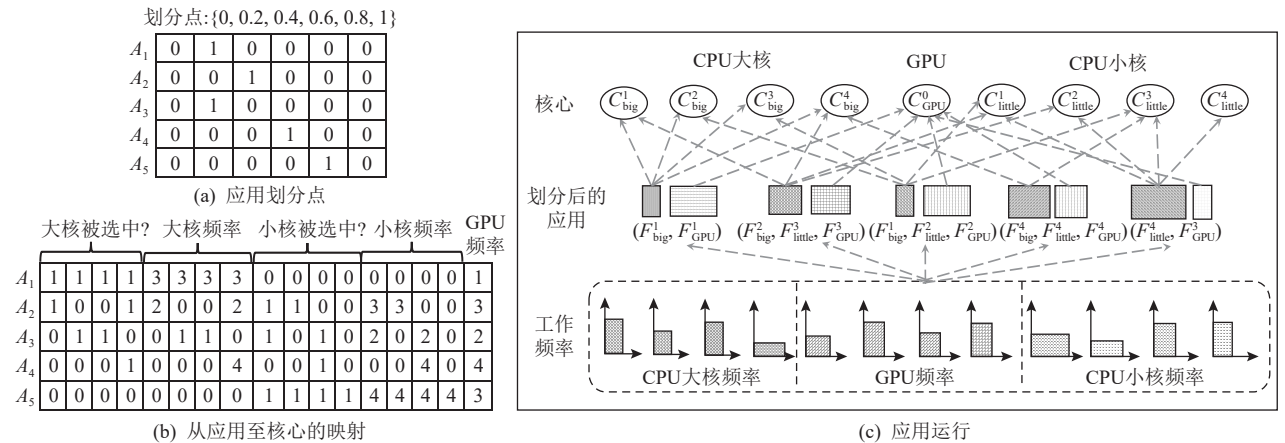 划分点:{0, 0.2, 0.4, 0.6, 0.8, 1}
A₁ 0 1 0 0 0 0
A₂ 0 0 1 0 0 0
A₃ 0 1 0 0 0 0
A₄ 0 0 0 1 0 0
A₅ 0 0 0 0 1 0
(a) 应用划分点
大核被选中? 大核频率 小核被选中? 小核频率 GPU频率
A₁ 1 1 1 1 3 3 3 3 0 0 0 0 0 0 0 0 1
A₂ 1 0 0 1 2 0 0 2 1 1 0 0 3 3 0 0 3
A₃ 0 1 1 0 0 1 1 0 1 0 1 0 2 0 2 0 2
A₄ 0 0 0 1 0 0 0 4 0 0 1 0 0 0 4 0 4
A₅ 0 0 0 0 0 0 0 0 1 1 1 1 4 4 4 4 3
(b) 从应用至核心的映射
CPU大核 GPU CPU小核
核心 C¹big C²big C³big C⁴big C⁰GPU C¹little C²little C³little C⁴little
划分后的
应用
(F¹big, F¹GPU) (F²big, F³little, F³GPU) (F¹big, F²little, F²GPU) (F⁴big, F⁴little, F⁴GPU) (F⁴little, F³GPU)
工作
频率
CPU大核频率 GPU频率 CPU小核频率
(c) 应用运行